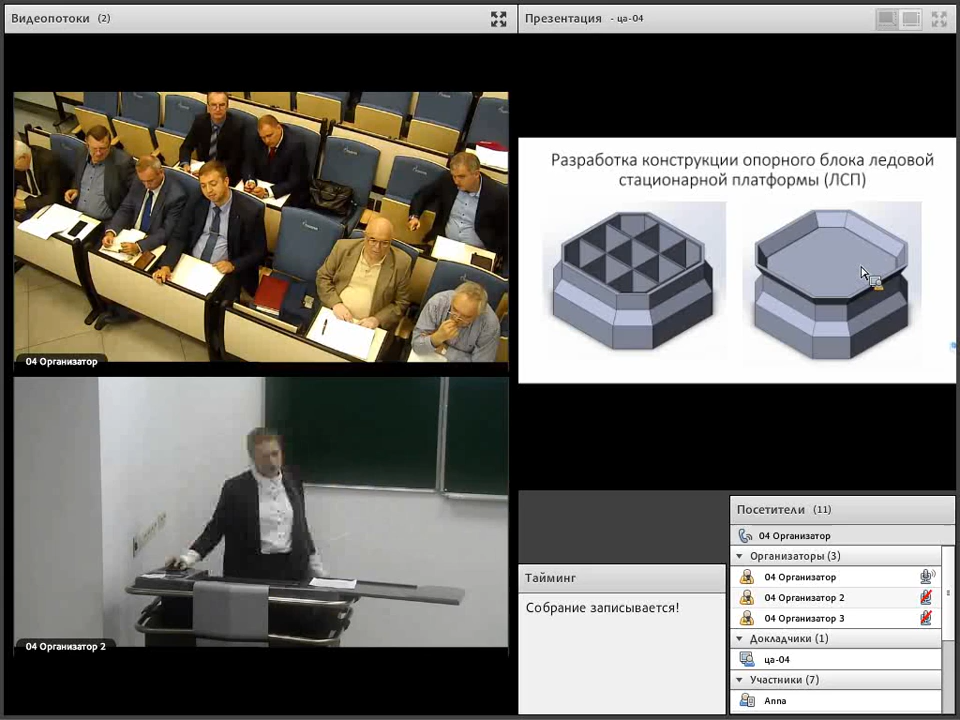 Видеопотоки (2)
Презентация - ца-04
04 Организатор
04 Организатор 2
Разработка конструкции опорного блока ледовой
стационарной платформы (ЛСП)
Тайминг
Собрание записывается!
Посетители (11)
04 Организатор
Организаторы (3)
04 Организатор
04 Организатор 2
04 Организатор 3
Докладчики (1)
ца-04
Участники (7)
Anna